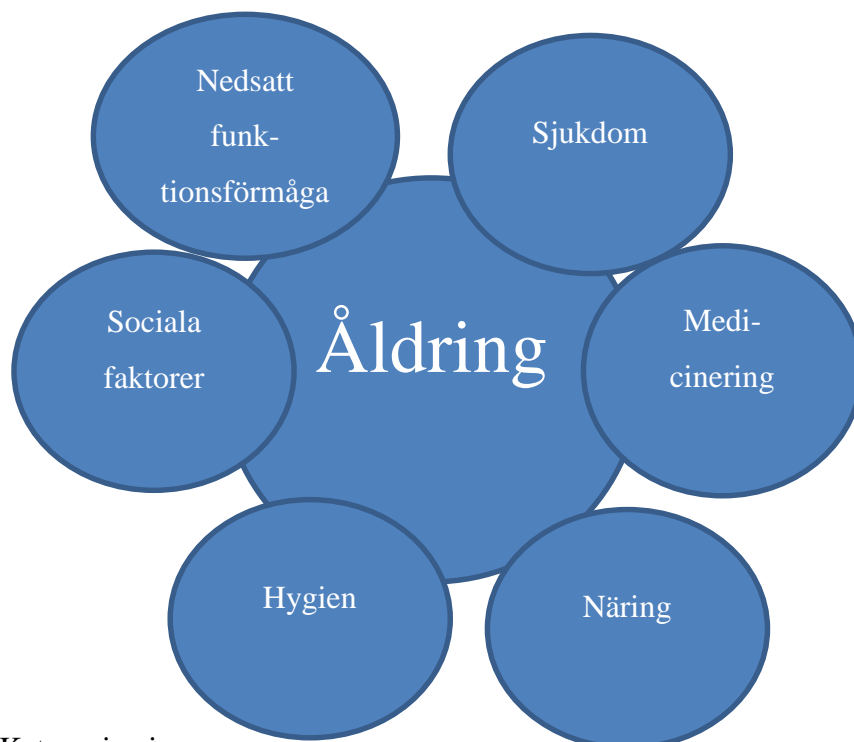 Nedsatt
funk-
tionsförmåga
Sjukdom
Sociala
faktorer
Åldring
Medi-
cinering
Hygien
Näring